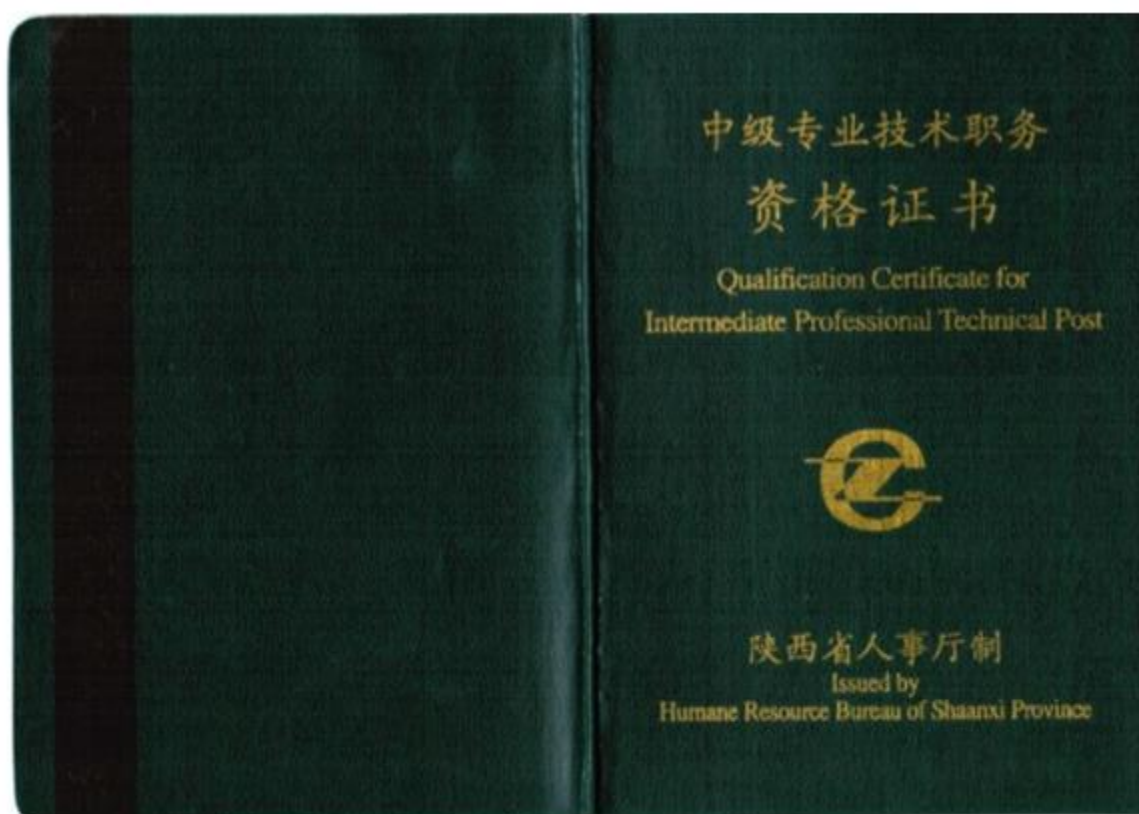 中级专业技术职务
资格证书
Qualification Certificate for
Intermediate Professional Technical Post
陕西省人事厅制
Issued by
Humane Resource Bureau of Shaanxi Province